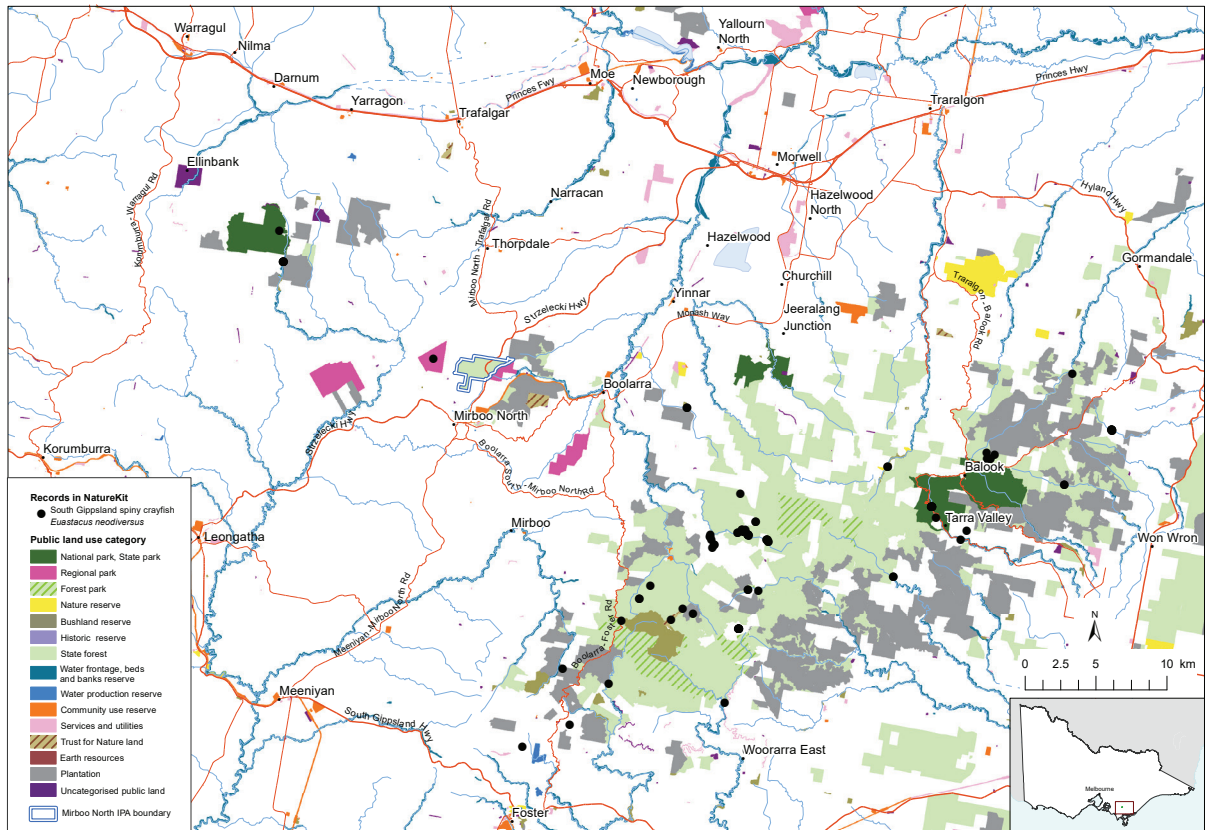 Warragul
Nilma
Darnum
Yarragon
Trafalgar
Princes Fwy
Moe
Newborough
Yallourn
North
Princes Hwy
Traralgon
Ellinbank
Korumburra - Warragul Rd
Narracan
Morwell
Hazelwood
North
Hyland Hwy
Mirboo North - Trafalgar Rd
Thorpdale
Hazelwood
Churchill
Gormandale
Traralgon - Balook Rd
Strzelecki Hwy
Yinnar
Monash Way
Jeeralang
Junction
Boolarra
Mirboo North
Strzelecki Hwy
Korumburra
Boolarra South - Mirboo North Rd
Balook
Tarra Valley
Won Wron
Mirboo
Leongatha
Meeniyan-Mirboo North Rd
Boolarra-Foster Rd
Meeniyan
South Gippsland Hwy
Woorarra East
Foster
Records in NatureKit
South Gippsland spiny crayfish
Euastacus neodiversus
Public land use category
National park, State park
Regional park
Forest park
Nature reserve
Bushland reserve
Historic reserve
State forest
Water frontage, beds
and banks reserve
Water production reserve
Community use reserve
Services and utilities
Trust for Nature land
Earth resources
Plantation
Uncategorised public land
Mirboo North IPA boundary
N
0 2.5 5 10 km
Melbourne